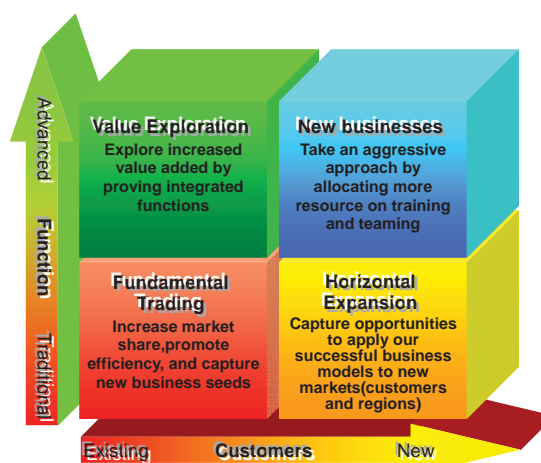 Value Exploration
Explore increased
value added by
proving integrated
functions
New businesses
Take an aggressive
approach by
allocating more
resource on training
and teaming
Fundamental
Trading
Increase market
share,promote
efficiency, and capture
new business seeds
Horizontal
Expansion
Capture opportunities
to apply our
successful business
models to new
markets(customers
and regions)
Advanced
Function
Traditional
Existing
Customers
New